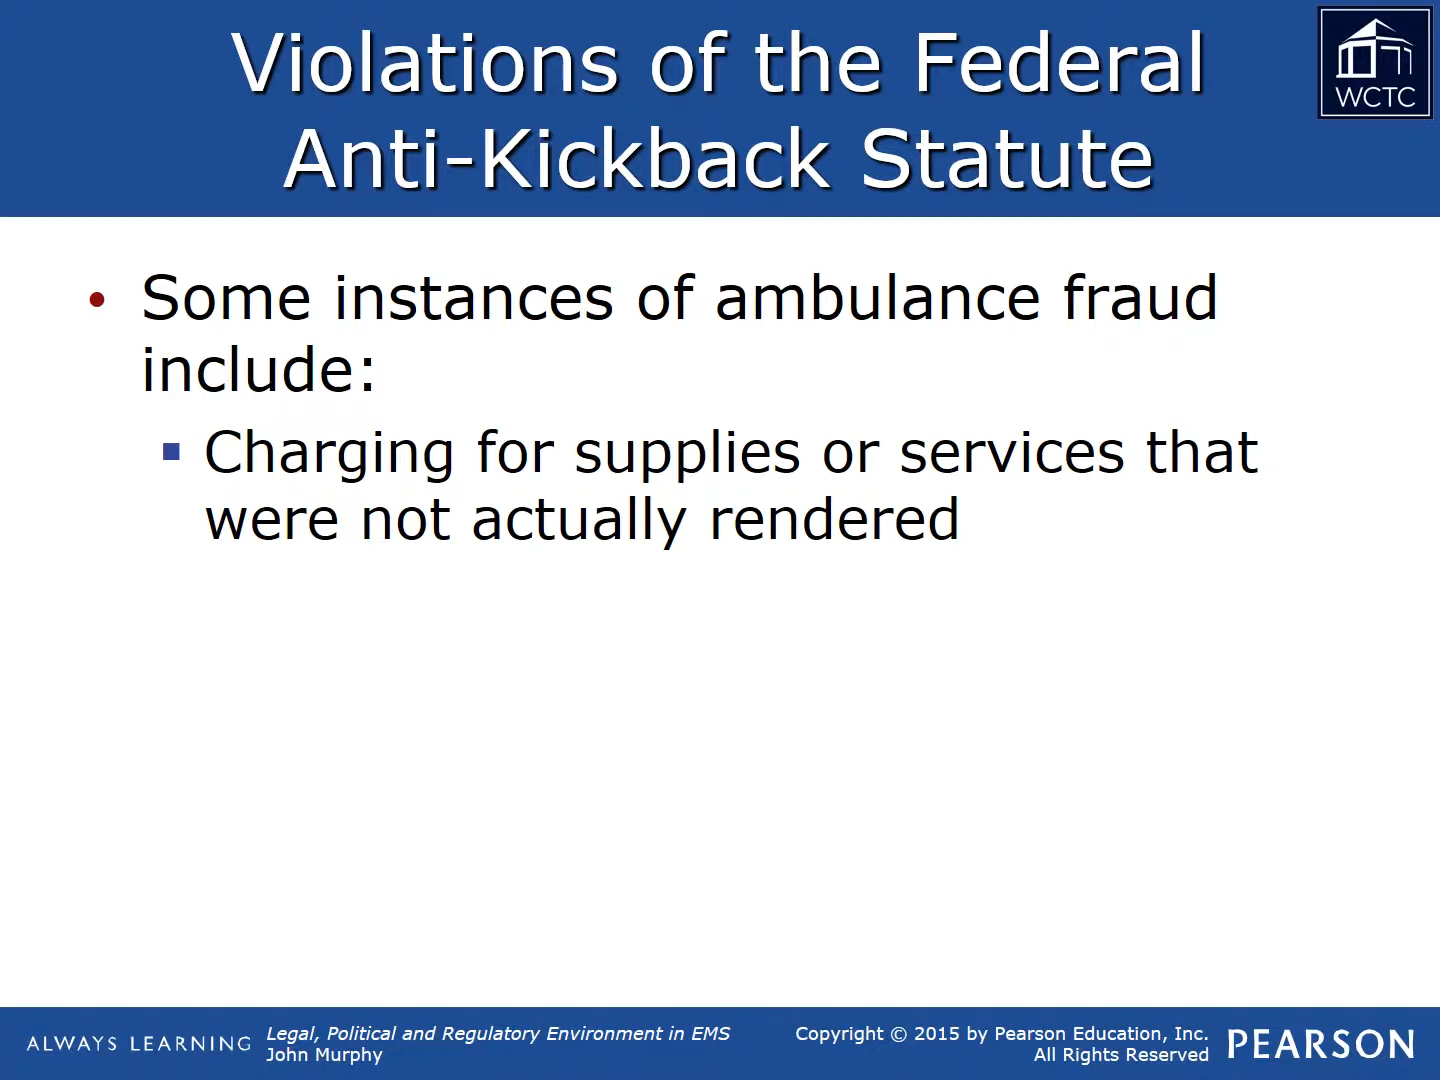 Violations of the Federal
Anti-Kickback Statute
WCTC
• Some instances of ambulance fraud
include:
▪ Charging for supplies or services that
were not actually rendered
ALWAYS LEARNING
Legal, Political and Regulatory Environment in EMS
John Murphy
Copyright © 2015 by Pearson Education, Inc.
All Rights Reserved
PEARSON